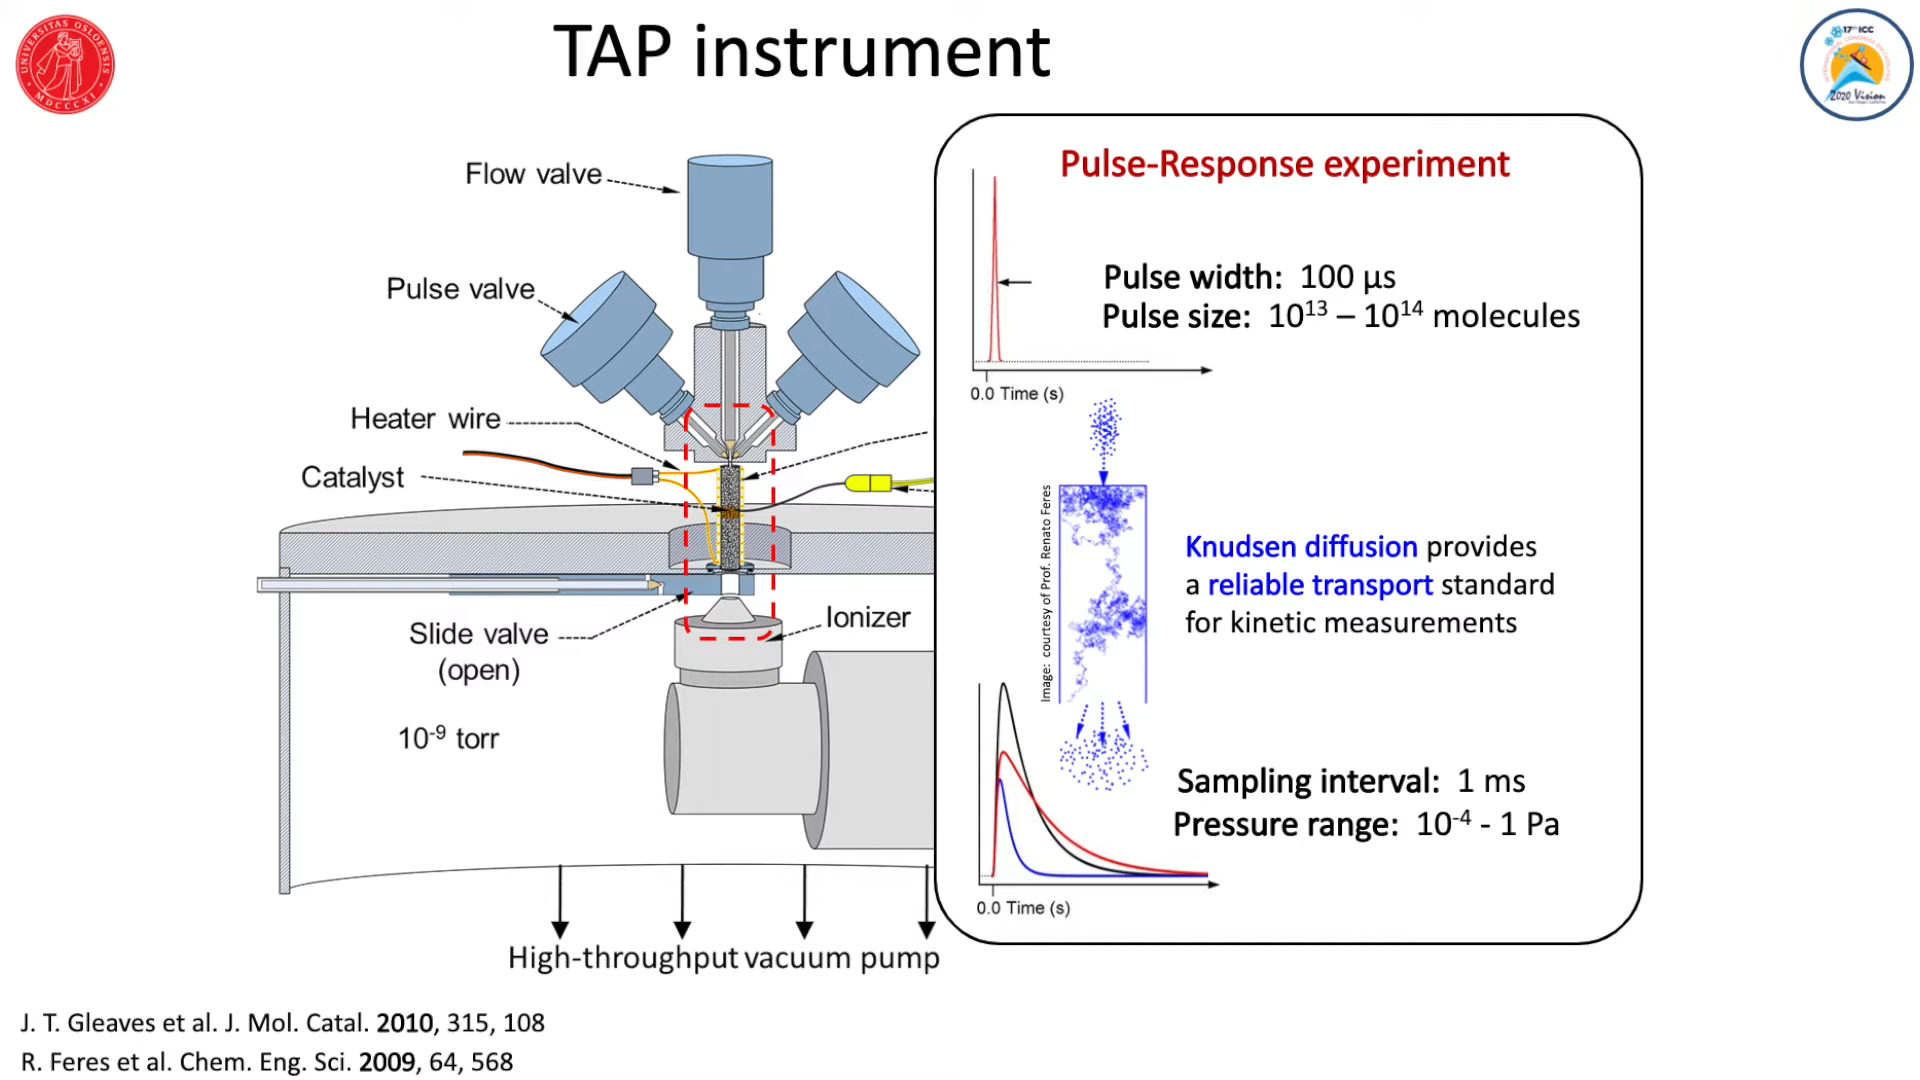 TAP instrument
UNIVERSITAS OSLOENSIS
MDCCCXI
17th ICC
2020 Vision
Flow valve
Pulse valve
Heater wire
Catalyst
Slide valve
(open)
Ionizer
10⁻⁹ torr
High-throughput vacuum pump
Pulse-Response experiment
Pulse width: 100 µs
Pulse size: 10¹³ – 10¹⁴ molecules
0.0 Time (s)
Image: courtesy of Prof. Renato Feres
Knudsen diffusion provides
a reliable transport standard
for kinetic measurements
Sampling interval: 1 ms
Pressure range: 10⁻⁴ - 1 Pa
0.0 Time (s)
J. T. Gleaves et al. J. Mol. Catal. 2010, 315, 108
R. Feres et al. Chem. Eng. Sci. 2009, 64, 568